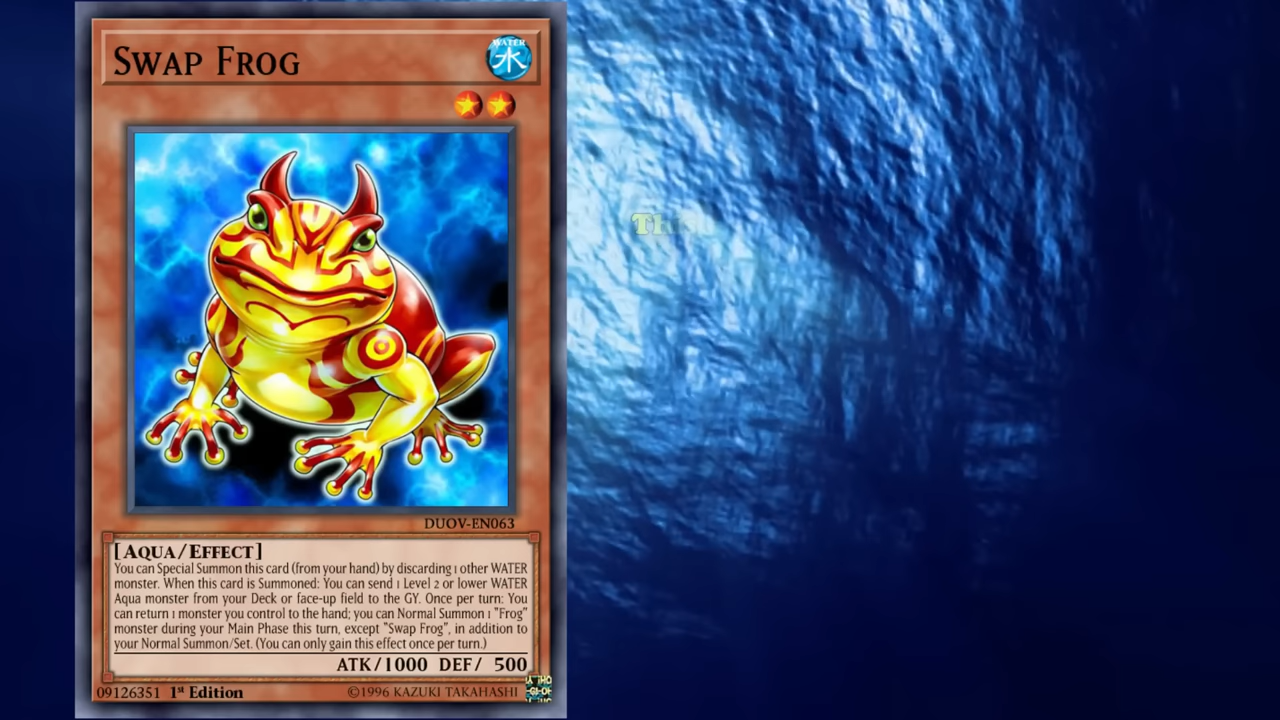 Swap Frog
WATER
水
DUOV-EN063
[Aqua/Effect]
You can Special Summon this card (from your hand) by discarding 1 other WATER
monster. When this card is Summoned: You can send 1 Level 2 or lower WATER
Aqua monster from your Deck or face-up field to the GY. Once per turn: You
can return 1 monster you control to the hand; you can Normal Summon 1 "Frog"
monster during your Main Phase this turn, except "Swap Frog", in addition to
your Normal Summon/Set. (You can only gain this effect once per turn.)
ATK/1000 DEF/ 500
09126351 1st Edition ©1996 KAZUKI TAKAHASHI